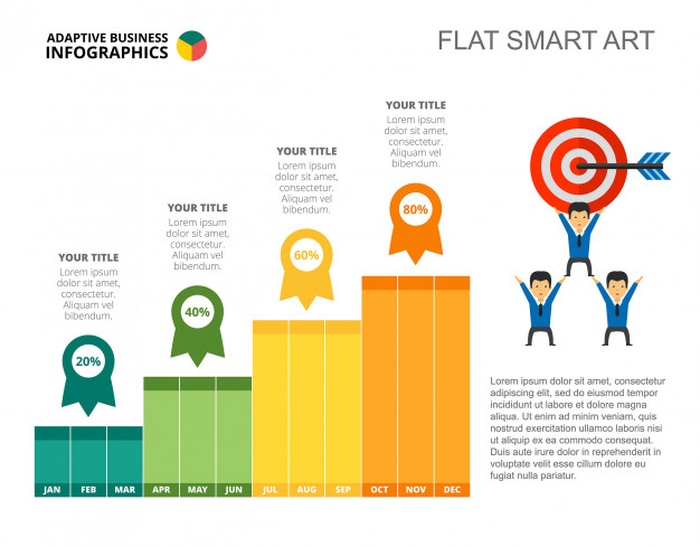 ADAPTIVE BUSINESS
INFOGRAPHICS
FLAT SMART ART
YOUR TITLE
Lorem ipsum
dolor sit amet,
consectetur.
Aliquam vel
bibendum.
20%
YOUR TITLE
Lorem ipsum
dolor sit amet,
consectetur.
Aliquam vel
bibendum.
40%
YOUR TITLE
Lorem ipsum
dolor sit amet,
consectetur.
Aliquam vel
bibendum.
60%
YOUR TITLE
Lorem ipsum
dolor sit amet,
consectetur.
Aliquam vel
bibendum.
80%
JAN FEB MAR APR MAY JUN JUL AUG SEP OCT NOV DEC
Lorem ipsum dolor sit amet, consectetur
adipiscing elit, sed do eiusmod tempor
incididunt ut labore et dolore magna
aliqua. Ut enim ad minim veniam, quis
nostrud exercitation ullamco laboris nisi
ut aliquip ex ea commodo consequat.
Duis aute irure dolor in reprehenderit in
voluptate velit esse cillum dolore eu
fugiat nulla pariatur.